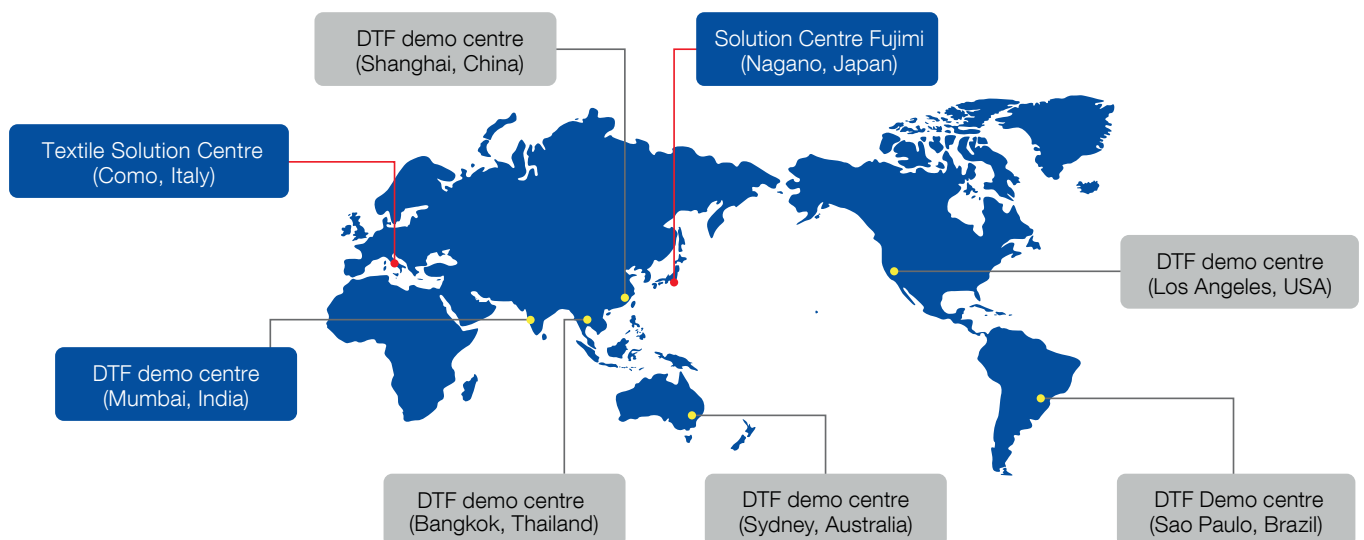 DTF demo centre
(Shanghai, China)
Solution Centre Fujimi
(Nagano, Japan)
Textile Solution Centre
(Como, Italy)
DTF demo centre
(Los Angeles, USA)
DTF demo centre
(Mumbai, India)
DTF demo centre
(Bangkok, Thailand)
DTF demo centre
(Sydney, Australia)
DTF Demo centre
(Sao Paulo, Brazil)